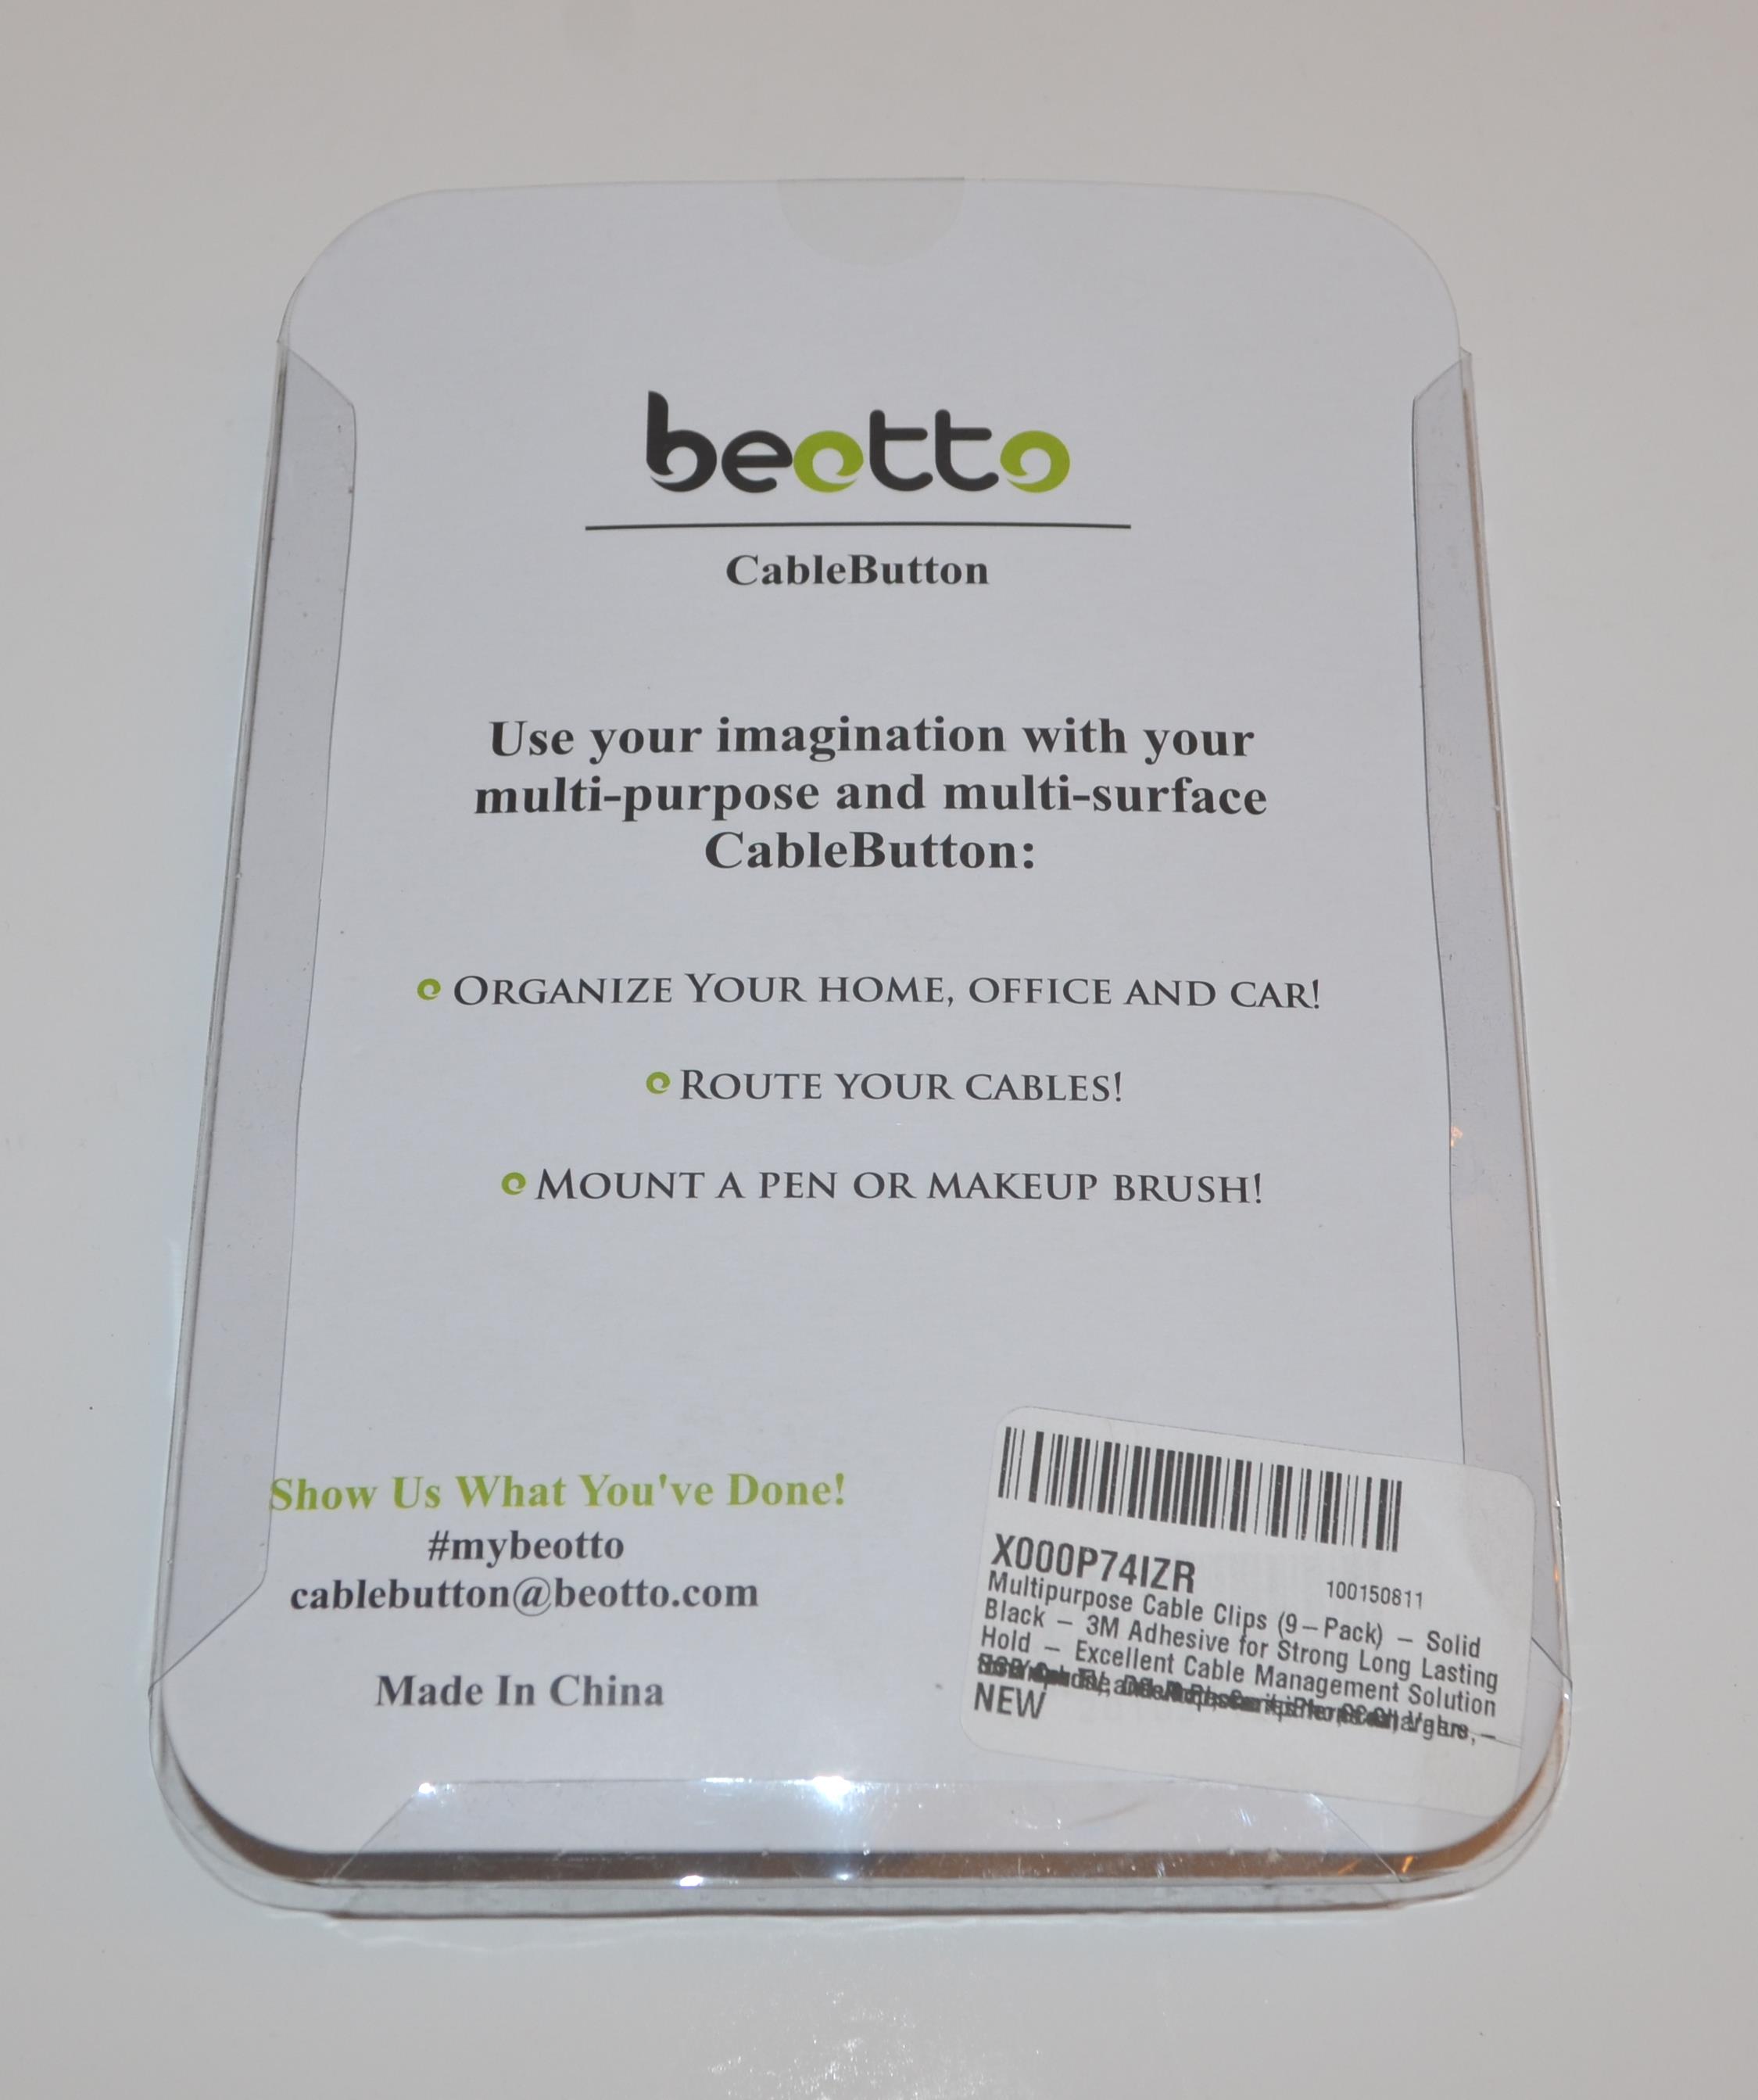 beotto
CableButton
Use your imagination with your
multi-purpose and multi-surface
CableButton:
ORGANIZE YOUR HOME, OFFICE AND CAR!
ROUTE YOUR CABLES!
MOUNT A PEN OR MAKEUP BRUSH!
Show Us What You've Done!
#mybeotto
cablebutton@beotto.com
Made In China
X000P74IZR
100150811
Multipurpose Cable Clips (9-Pack) - Solid
Black - 3M Adhesive for Strong Long Lasting
Hold - Excellent Cable Management Solution
NEW